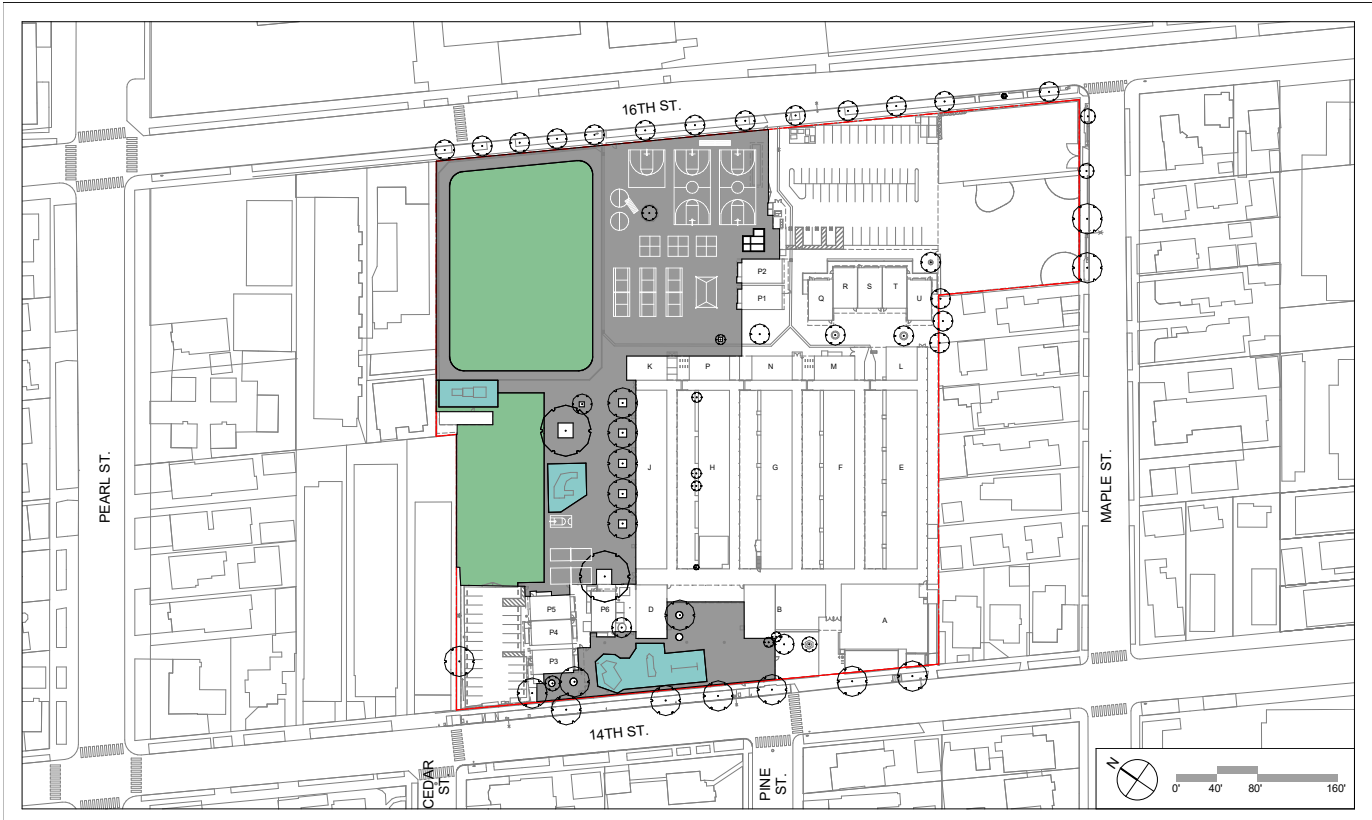 16TH ST.
P2
P1
Q
R
S
T
U
K
P
N
M
L
PEARL ST.
MAPLE ST.
J
H
G
F
E
P5
P6
D
B
A
P4
P3
14TH ST.
CEDAR
ST.
PINE
ST.
N
0'
40'
80'
160'